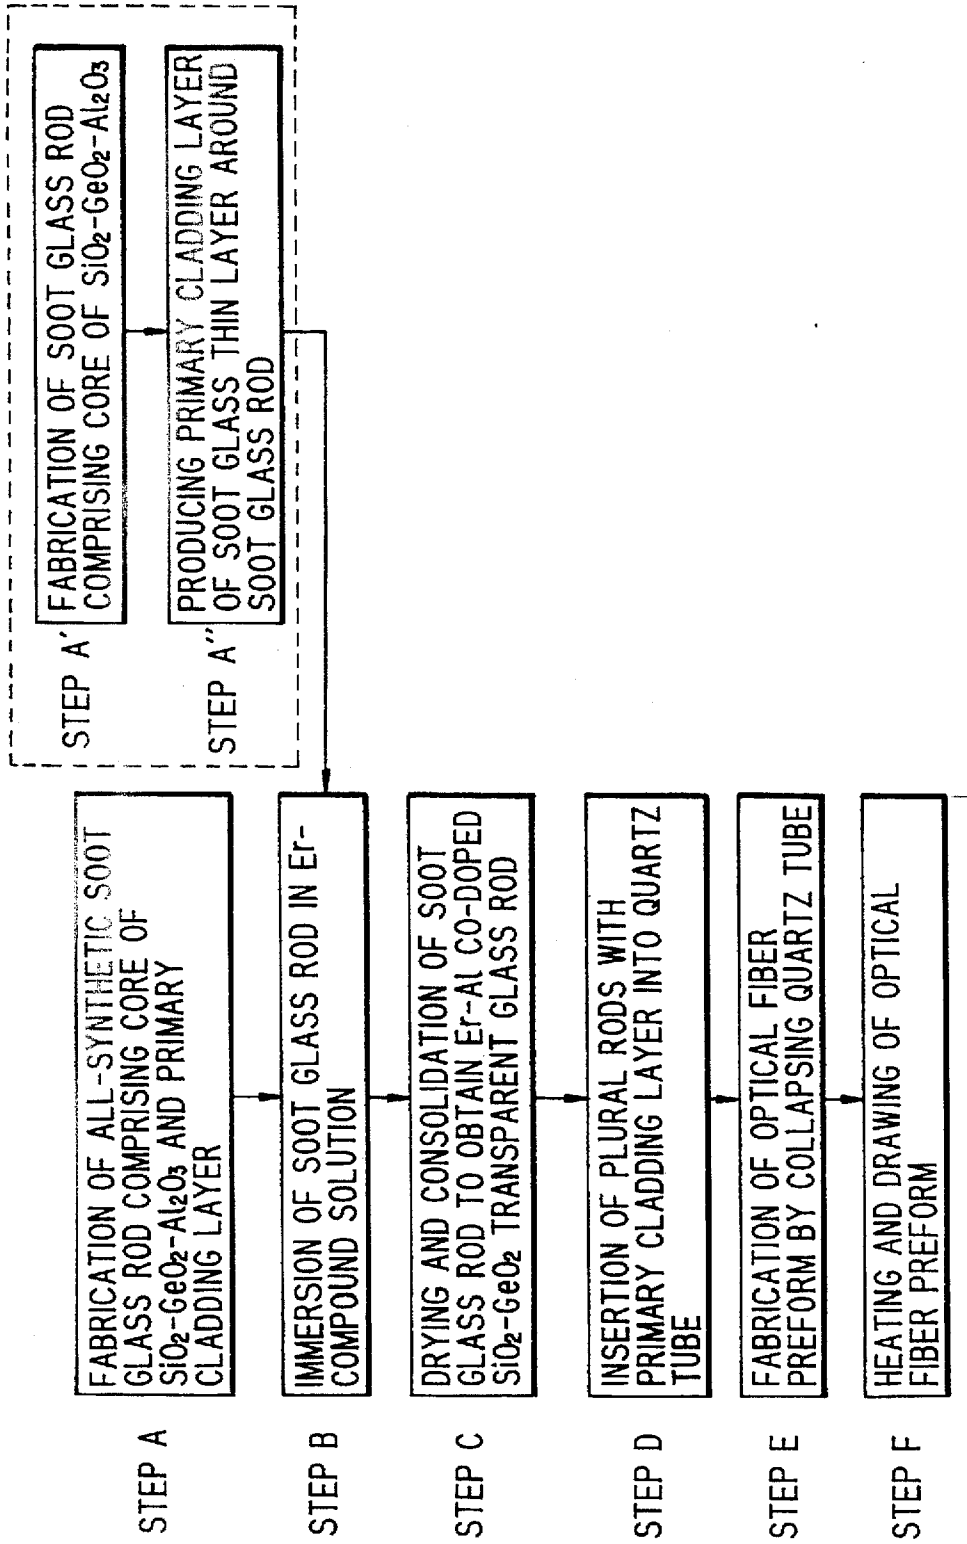 STEP A
FABRICATION OF ALL-SYNTHETIC SOOT
GLASS ROD COMPRISING CORE OF
SiO₂-GeO₂-Al₂O₃ AND PRIMARY
CLADDING LAYER
STEP A'
FABRICATION OF SOOT GLASS ROD
COMPRISING CORE OF SiO₂-GeO₂-Al₂O₃
STEP A''
PRODUCING PRIMARY CLADDING LAYER
OF SOOT GLASS THIN LAYER AROUND
SOOT GLASS ROD
STEP B
IMMERSION OF SOOT GLASS ROD IN Er-
COMPOUND SOLUTION
STEP C
DRYING AND CONSOLIDATION OF SOOT
GLASS ROD TO OBTAIN Er-Al CO-DOPED
SiO₂-GeO₂ TRANSPARENT GLASS ROD
STEP D
INSERTION OF PLURAL RODS WITH
PRIMARY CLADDING LAYER INTO QUARTZ
TUBE
STEP E
FABRICATION OF OPTICAL FIBER
PREFORM BY COLLAPSING QUARTZ TUBE
STEP F
HEATING AND DRAWING OF OPTICAL
FIBER PREFORM